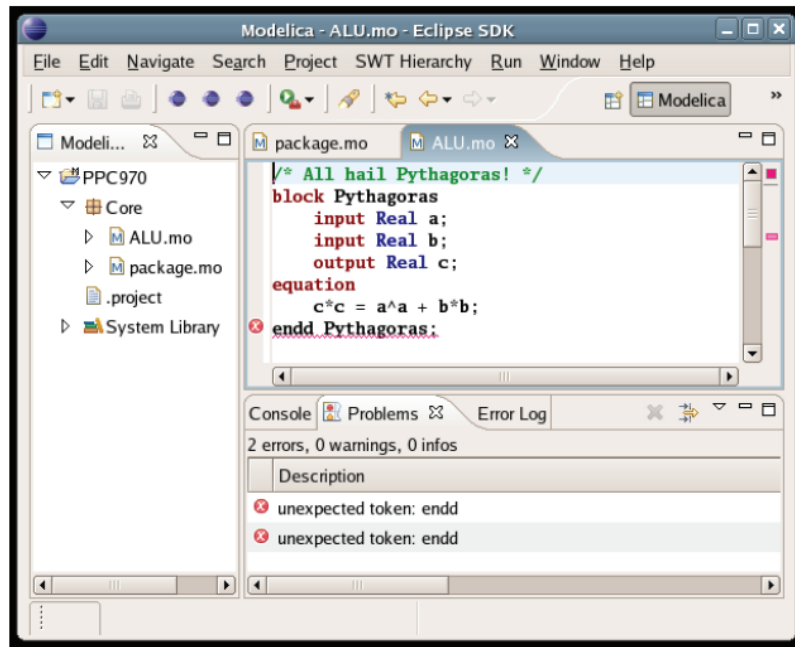 Modelica - ALU.mo - Eclipse SDK
File Edit Navigate Search Project SWT Hierarchy Run Window Help
Modelica »
Modeli...
package.mo ALU.mo
PPC970
Core
ALU.mo
package.mo
.project
System Library
/* All hail Pythagoras! */
block Pythagoras
input Real a;
input Real b;
output Real c;
equation
c*c = a^a + b*b;
endd Pythagoras;
Console Problems Error Log
2 errors, 0 warnings, 0 infos
Description
unexpected token: endd
unexpected token: endd